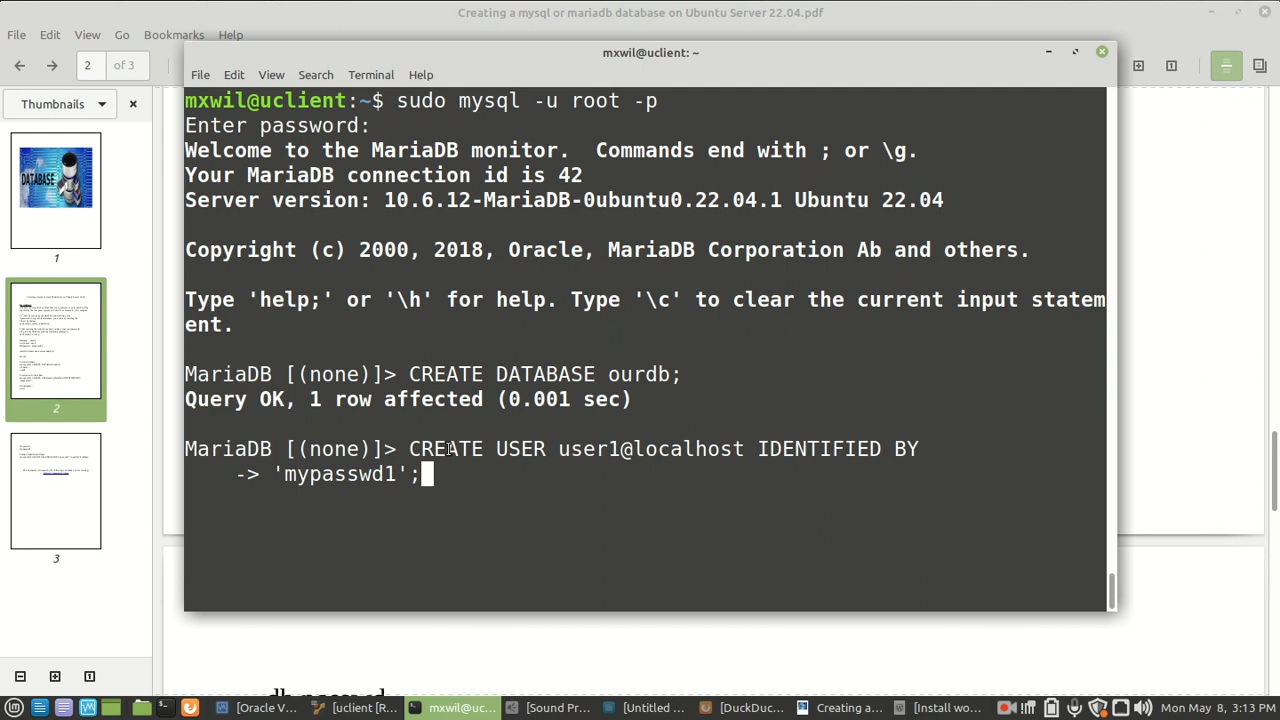 Creating a mysql or mariadb database on Ubuntu Server 22.04.pdf
File Edit View Go Bookmarks Help
2 of 3
Thumbnails
DATABASE
1
2
3
mxwil@uclient: ~
File Edit View Search Terminal Help
mxwil@uclient:~$ sudo mysql -u root -p
Enter password:
Welcome to the MariaDB monitor.  Commands end with ; or \g.
Your MariaDB connection id is 42
Server version: 10.6.12-MariaDB-0ubuntu0.22.04.1 Ubuntu 22.04
Copyright (c) 2000, 2018, Oracle, MariaDB Corporation Ab and others.
Type 'help;' or '\h' for help. Type '\c' to clear the current input statem
ent.
MariaDB [(none)]> CREATE DATABASE ourdb;
Query OK, 1 row affected (0.001 sec)
MariaDB [(none)]> CREATE USER user1@localhost IDENTIFIED BY
-> 'mypasswd1';
[Oracle V... [uclient [R... mxwil@uc... [Sound Pr... [Untitled ... [DuckDuc... Creating a... [Install wo... Mon May 8, 3:13 PM